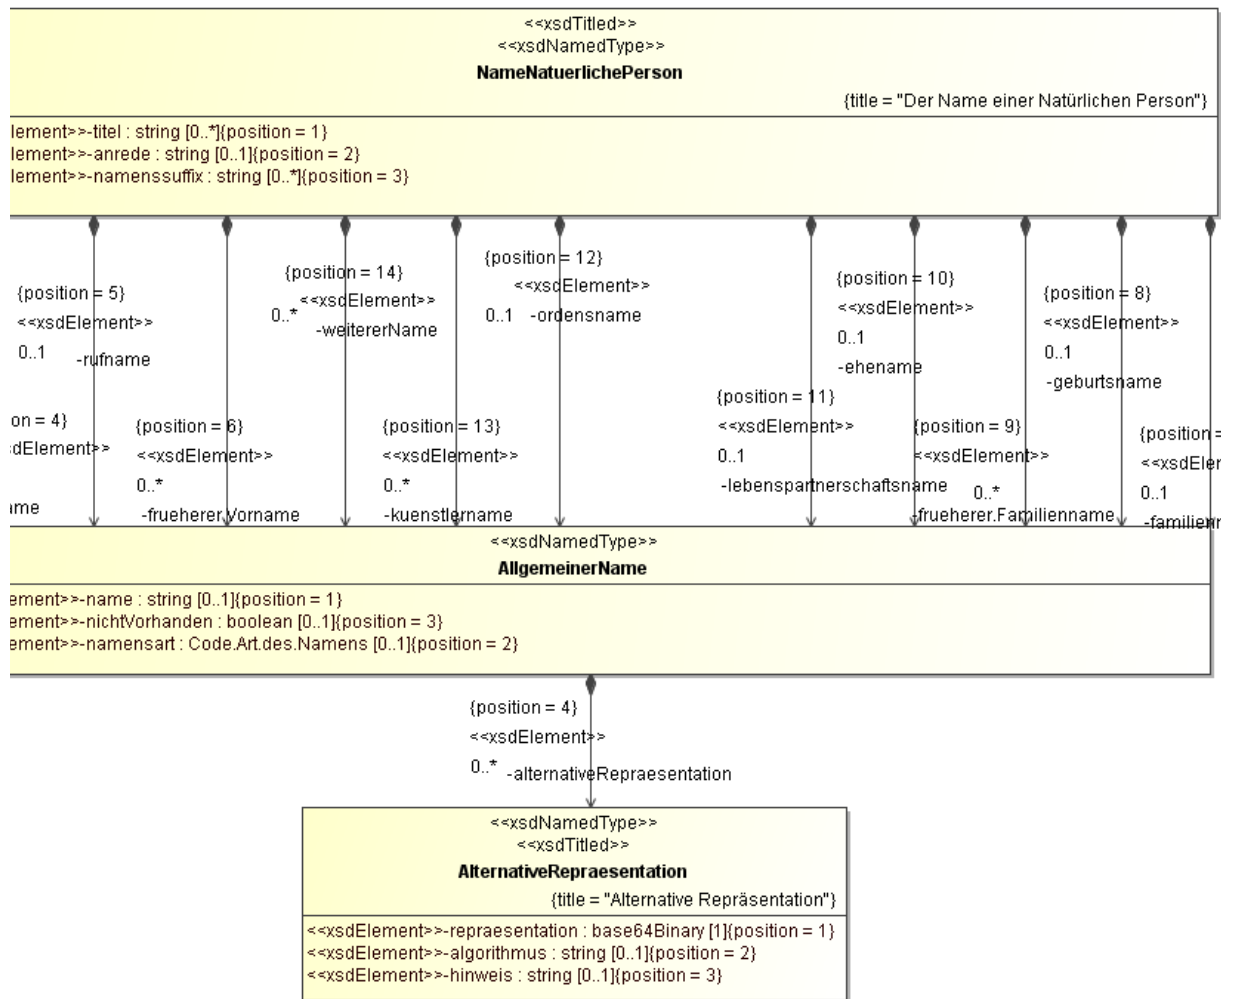 <<xsdTitled>>
<<xsdNamedType>>
NameNatuerlichePerson
{title = "Der Name einer Natürlichen Person"}
lement>>-titel : string [0..*]{position = 1}
lement>>-anrede : string [0..1]{position = 2}
lement>>-namenssuffix : string [0..*]{position = 3}
{position = 5}
<<xsdElement>>
0..1 -rufname
{position = 14}
<<xsdElement>>
0..* -weitererName
{position = 12}
<<xsdElement>>
0..1 -ordensname
{position = 10}
<<xsdElement>>
0..1
-ehename
{position = 8}
<<xsdElement>>
0..1
-geburtsname
on = 4}
dElement>>
ame
{position = 6}
<<xsdElement>>
0..*
-frueherer.Vorname
{position = 13}
<<xsdElement>>
0..*
-kuenstlername
{position = 11}
<<xsdElement>>
0..1
-lebenspartnerschaftsname
{position = 9}
<<xsdElement>>
0..*
-frueherer.Familienname
{position =
<<xsdEler
0..1
-familienr
<<xsdNamedType>>
AllgemeinerName
ement>>-name : string [0..1]{position = 1}
ement>>-nichtVorhanden : boolean [0..1]{position = 3}
ement>>-namensart : Code.Art.des.Namens [0..1]{position = 2}
{position = 4}
<<xsdElement>>
0..* -alternativeRepraesentation
<<xsdNamedType>>
<<xsdTitled>>
AlternativeRepraesentation
{title = "Alternative Repräsentation"}
<<xsdElement>>-repraesentation : base64Binary [1]{position = 1}
<<xsdElement>>-algorithmus : string [0..1]{position = 2}
<<xsdElement>>-hinweis : string [0..1]{position = 3}